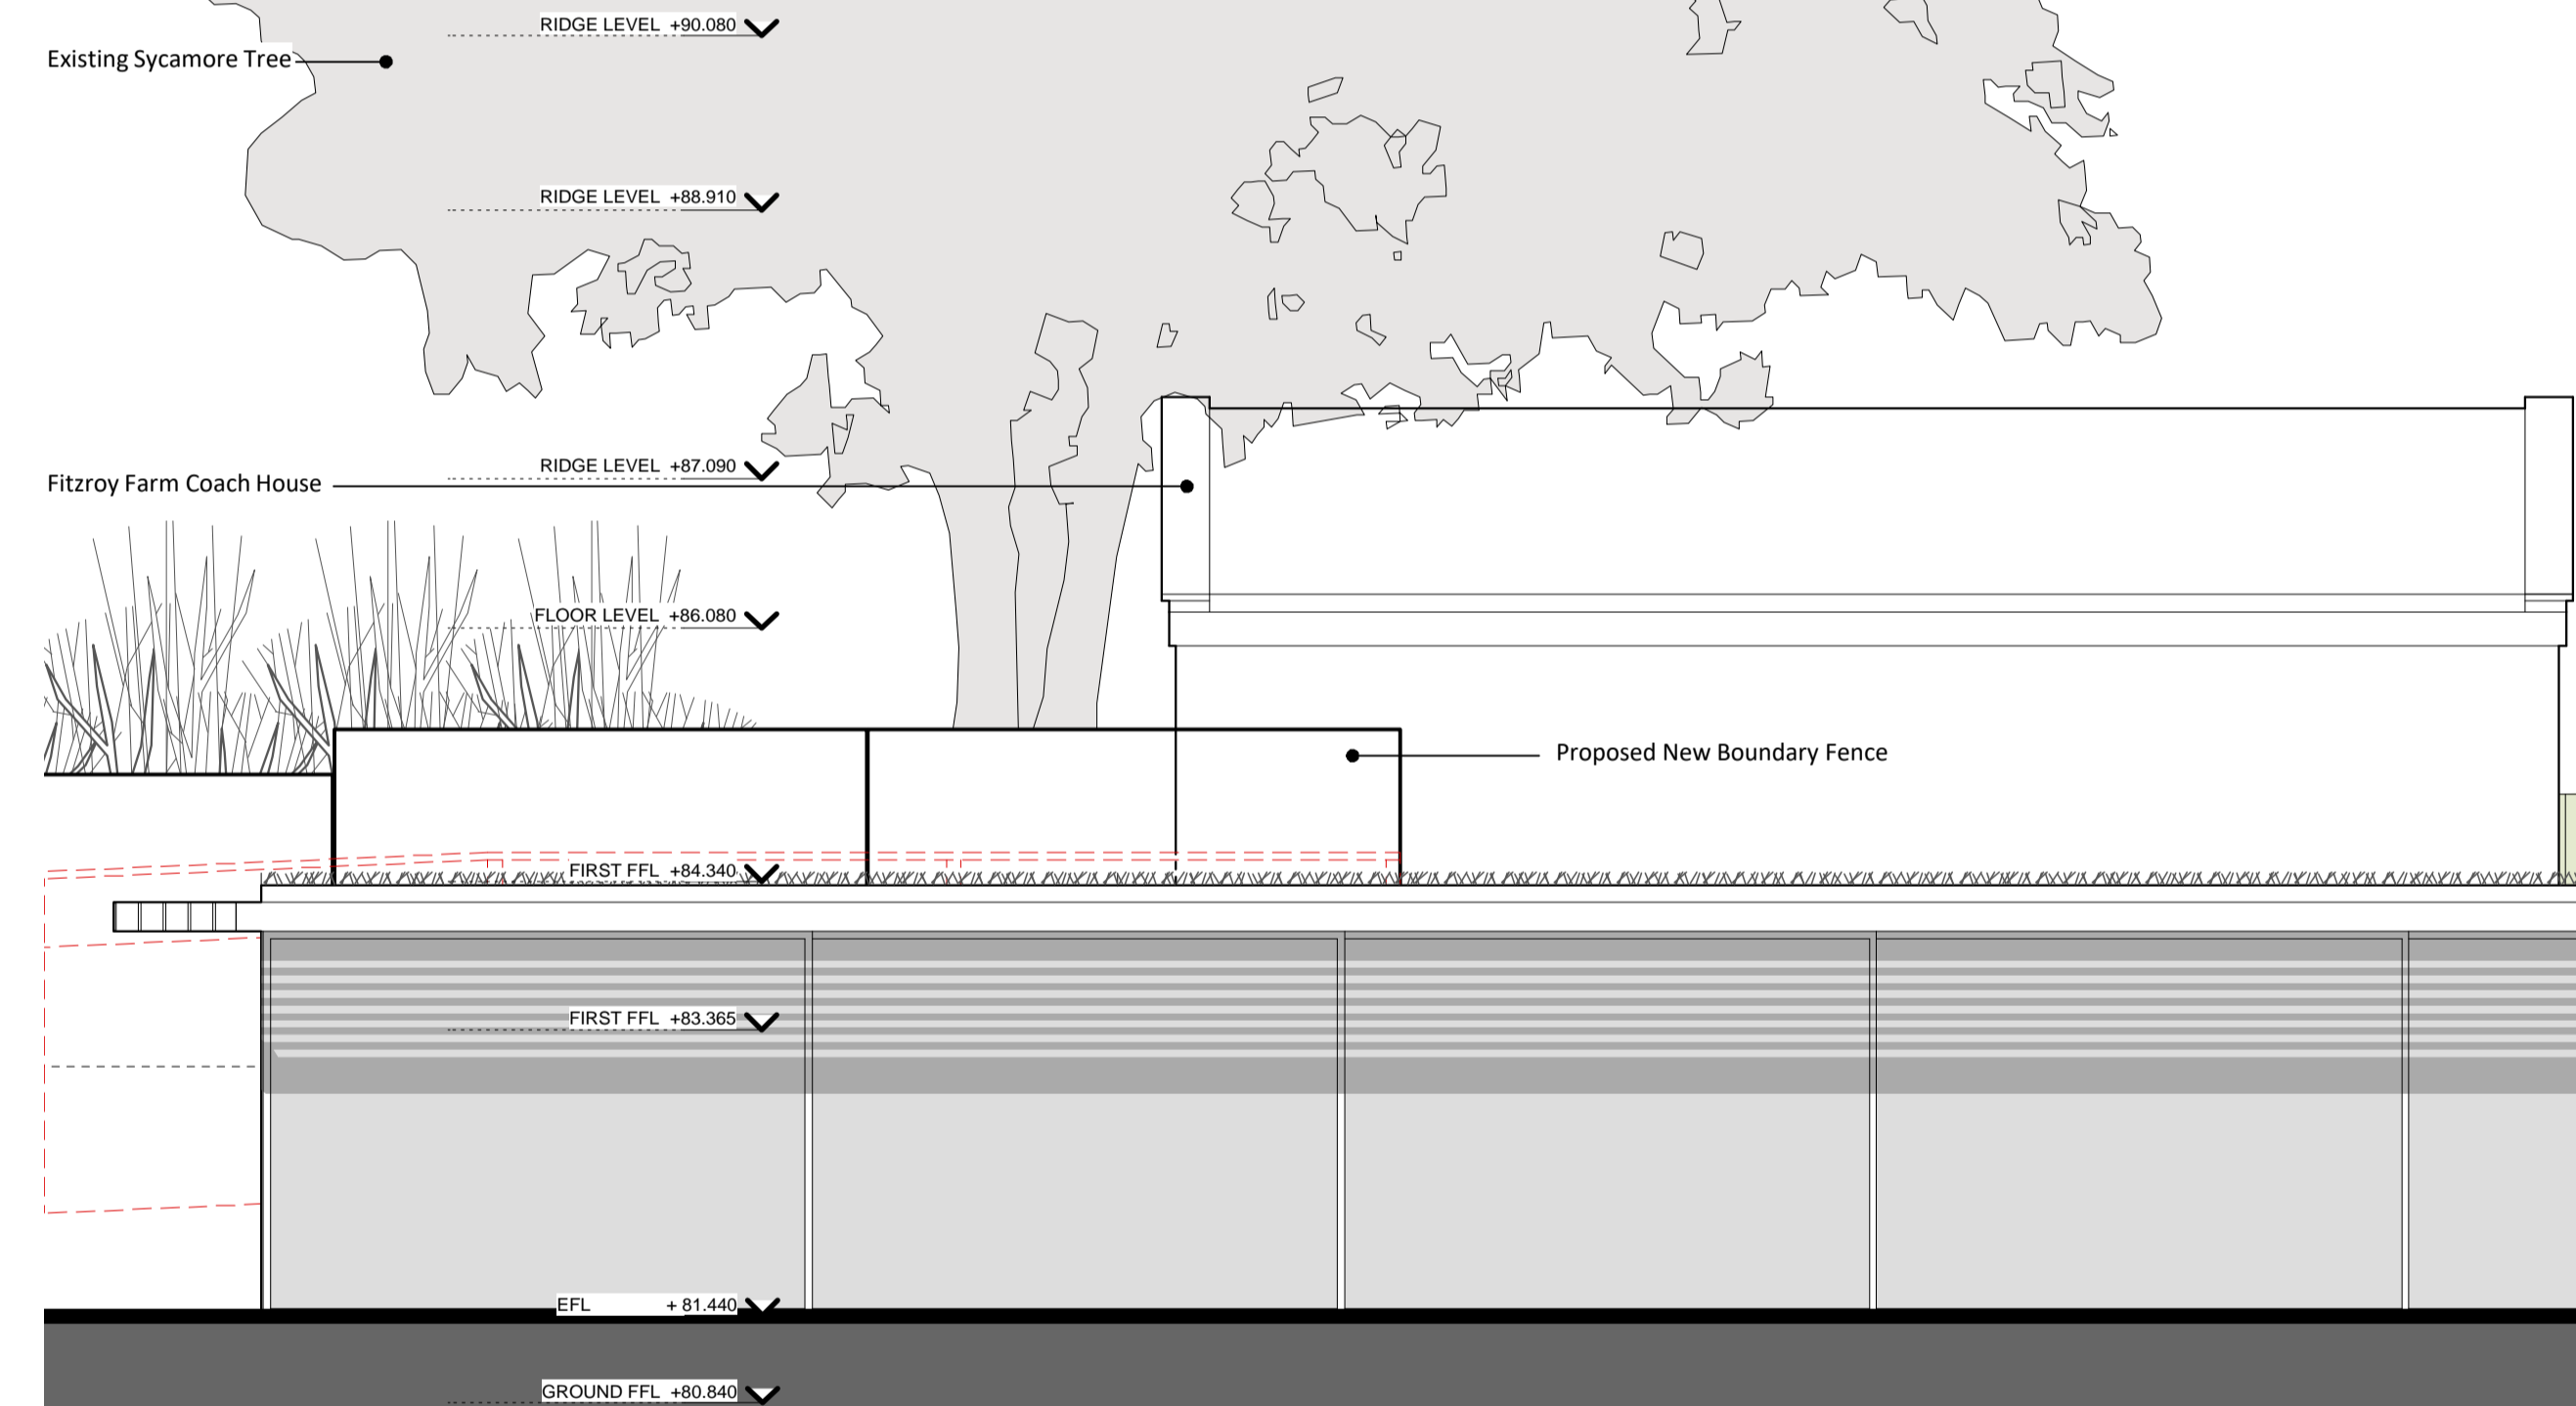 RIDGE LEVEL +90.080
Existing Sycamore Tree
RIDGE LEVEL +88.910
RIDGE LEVEL +87.090
Fitzroy Farm Coach House
FLOOR LEVEL +86.080
Proposed New Boundary Fence
FIRST FFL +84.340
FIRST FFL +83.365
EFL + 81.440
GROUND FFL +80.840